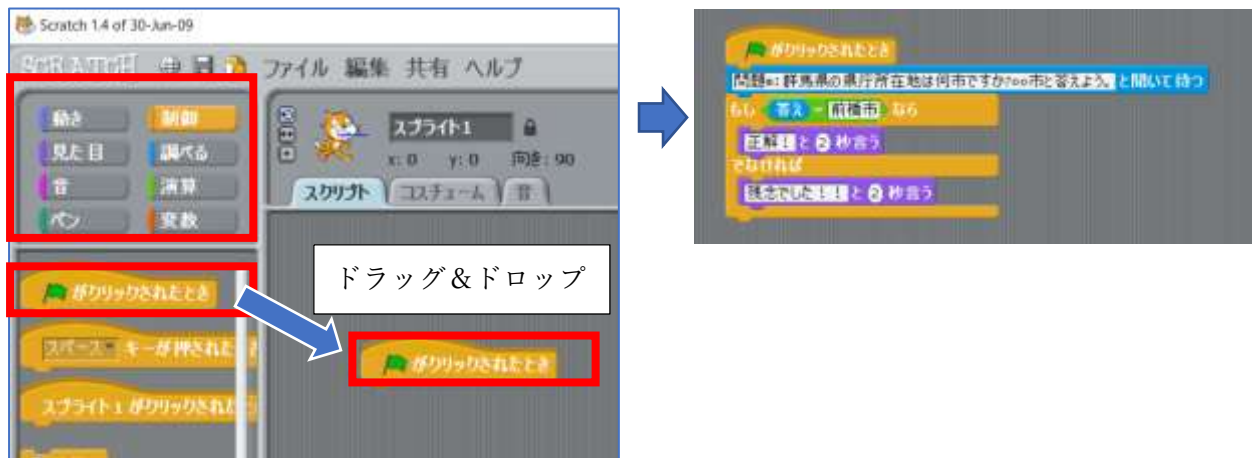 Scratch 1.4 of 30-Jun-09
SCRATCH
ファイル 編集 共有 ヘルプ
動き 制御
見た目 調べる
音 演算
ペン 変数
スプライト1
x: 0 y: 0 向き: 90
スクリプト コスチューム 音
がクリックされたとき
スペース キーが押された
スプライト1 がクリックされた
ドラッグ&ドロップ
がクリックされたとき
がクリックされたとき
群馬県の県庁所在地は何市ですか?○○市と答えよう。 と聞いて待つ
もし 答え = 前橋市 なら
正解! と 2 秒言う
でなければ
残念でした!! と 2 秒言う